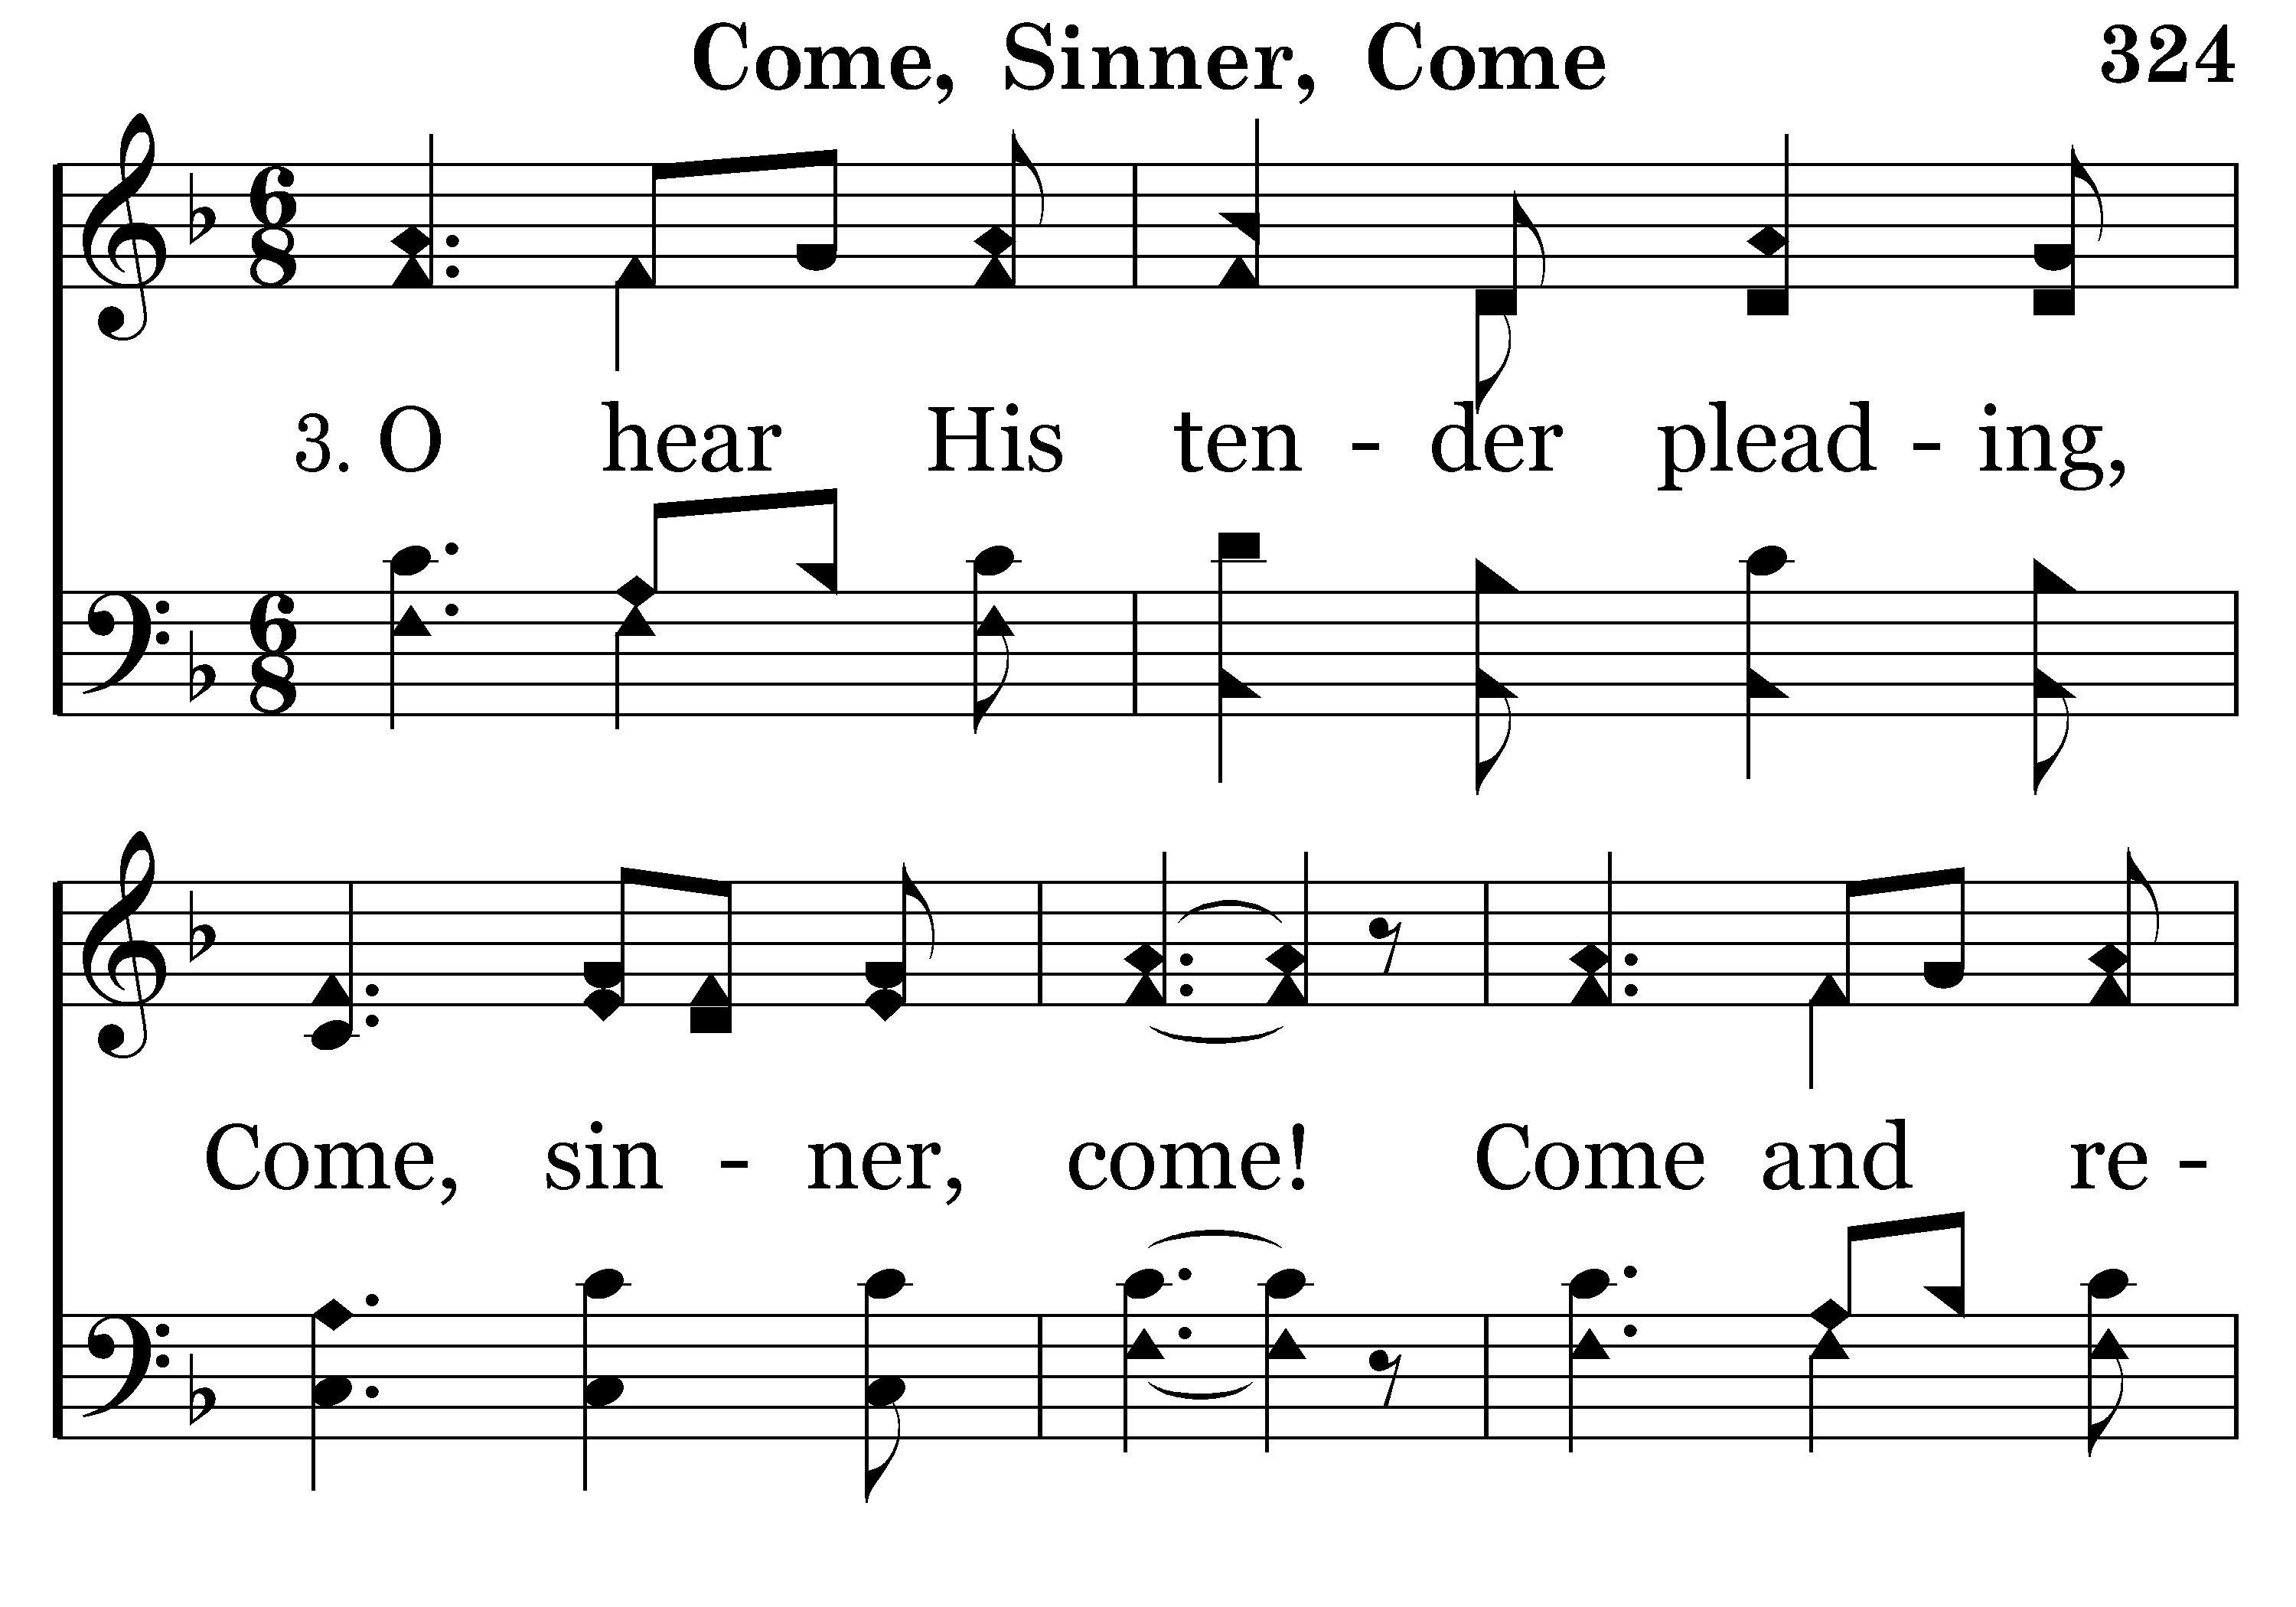 Come, Sinner, Come 324
3. O hear His ten - der plead - ing,
Come, sin - ner, come! Come and re -